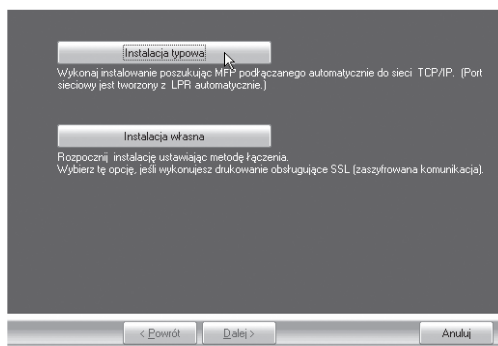 Instalacja typowa
Wykonaj instalowanie poszukując MFP podłączanego automatycznie do sieci TCP/IP. (Port
sieciowy jest tworzony z LPR automatycznie.)
Instalacja własna
Rozpocznij instalację ustawiając metodę łączenia.
Wybierz tę opcję, jeśli wykonujesz drukowanie obsługujące SSL (zaszyfrowana komunikacja).
< Powrót Dalej > Anuluj